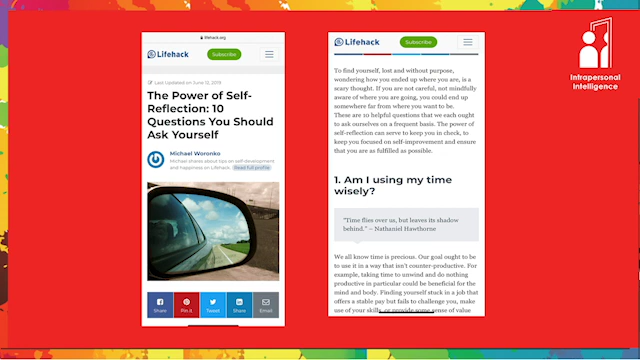 lifehack.org
Lifehack
Subscribe
Last Updated on June 12, 2019
The Power of Self-
Reflection: 10
Questions You Should
Ask Yourself
Michael Woronko
Michael shares about tips on self-development
and happiness on Lifehack. Read full profile
Share
Pin it
Tweet
Share
Email
Lifehack
Subscribe
To find yourself, lost and without purpose,
wondering how you ended up where you are, is a
scary thought. If you are careful, not mindfully
aware of where you are going, you could end up
somewhere far from where you want to be.
These are 10 helpful questions that we each ought
to ask ourselves on a frequent basis. The power of
self-reflection can serve to keep you in check, to
keep you focused on self-improvement and ensure
that you are as fulfilled as possible.
1. Am I using my time
wisely?
"Time flies over us, but leaves its shadow
behind." – Nathaniel Hawthorne
We all know time is precious. Our goal ought to be
to use it in a way that isn't counter-productive. For
example, taking time to unwind and do nothing
productive in particular could be beneficial for the
mind and body. Finding yourself stuck in a job that
offers a stable pay but fails to challenge you, make
use of your skills, or provide some sense of value
Intrapersonal
Intelligence